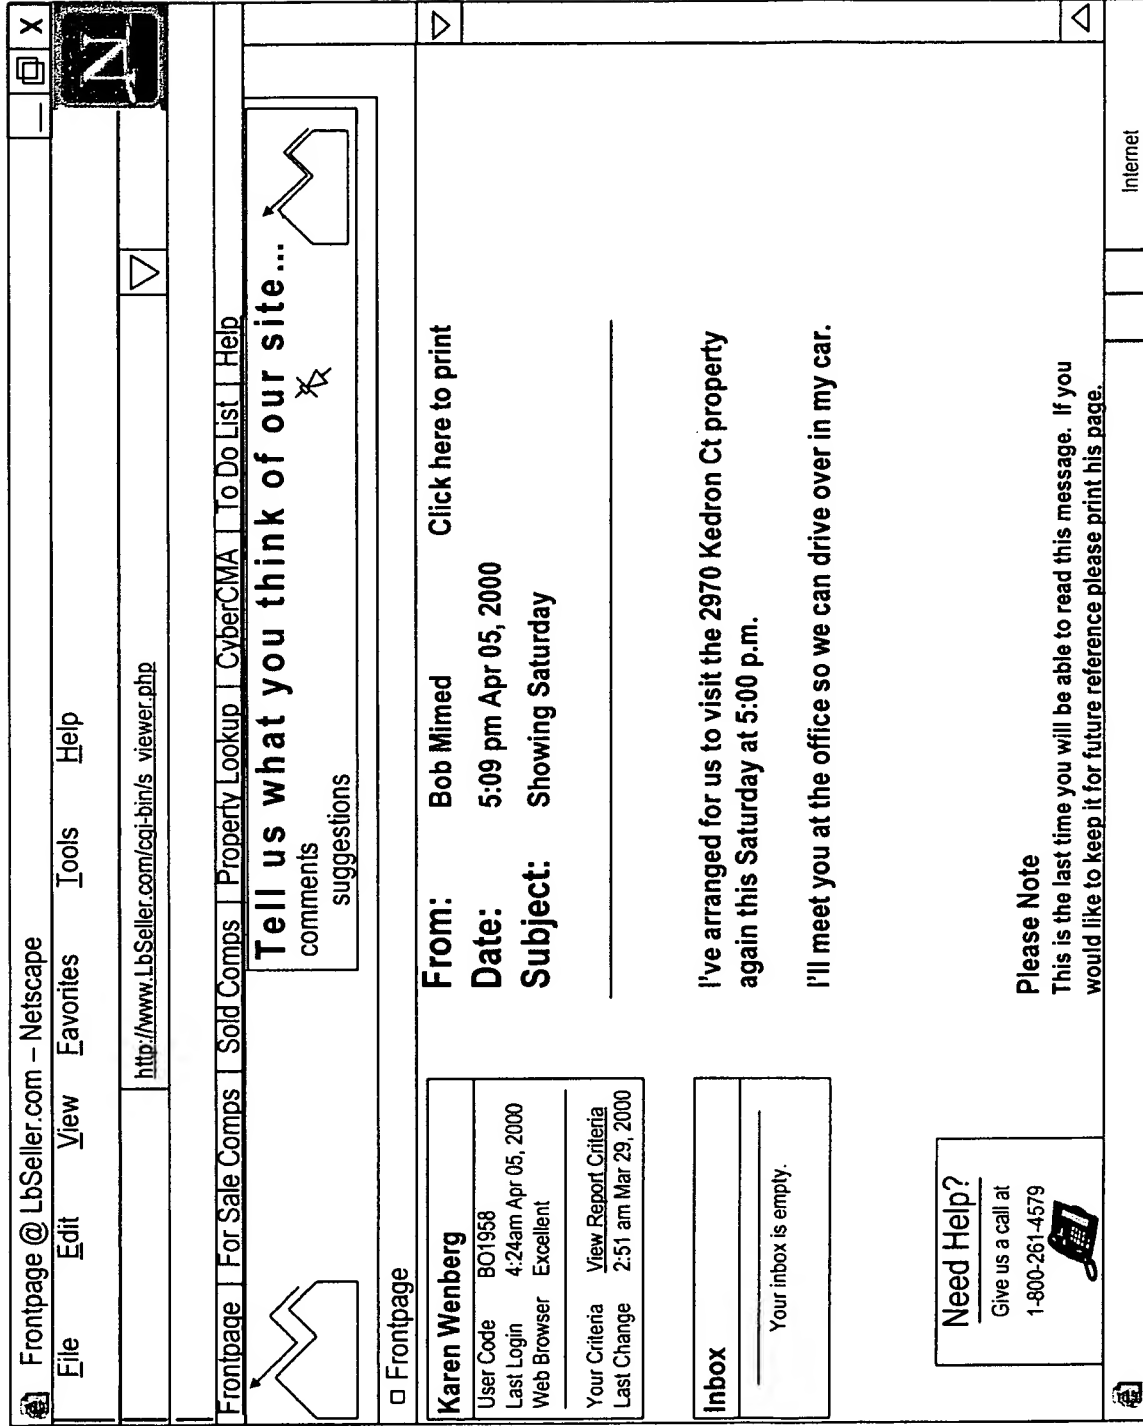 Frontpage @ LbSeller.com – Netscape
_ X
File Edit View Favorites Tools Help
N
http://www.LbSeller.com/cgi-bin/s_viewer.php
Frontpage | For Sale Comps | Sold Comps | Property Lookup | CyberCMA | To Do List | Help
Tell us what you think of our site...
comments
suggestions
Frontpage
Karen Wenberg
User Code BO1958
Last Login 4:24am Apr 05, 2000
Web Browser Excellent
Your Criteria View Report Criteria
Last Change 2:51 am Mar 29, 2000
Inbox
Your inbox is empty.
Need Help?
Give us a call at
1-800-261-4579
From: Bob Mimed Click here to print
Date: 5:09 pm Apr 05, 2000
Subject: Showing Saturday
I've arranged for us to visit the 2970 Kedron Ct property
again this Saturday at 5:00 p.m.
I'll meet you at the office so we can drive over in my car.
Please Note
This is the last time you will be able to read this message. If you
would like to keep it for future reference please print his page.
Internet